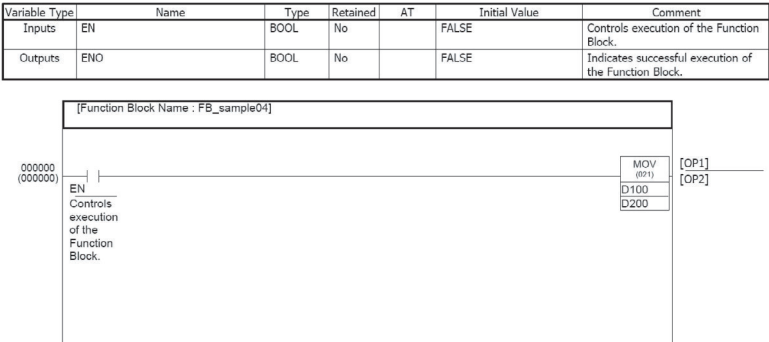 Variable Type Name Type Retained AT Initial Value Comment
Inputs EN BOOL No FALSE Controls execution of the Function
Block.
Outputs ENO BOOL No FALSE Indicates successful execution of
the Function Block.
[Function Block Name : FB_sample04]
000000
(000000)
EN
Controls
execution
of the
Function
Block.
MOV
(021)
D100
D200
[OP1]
[OP2]